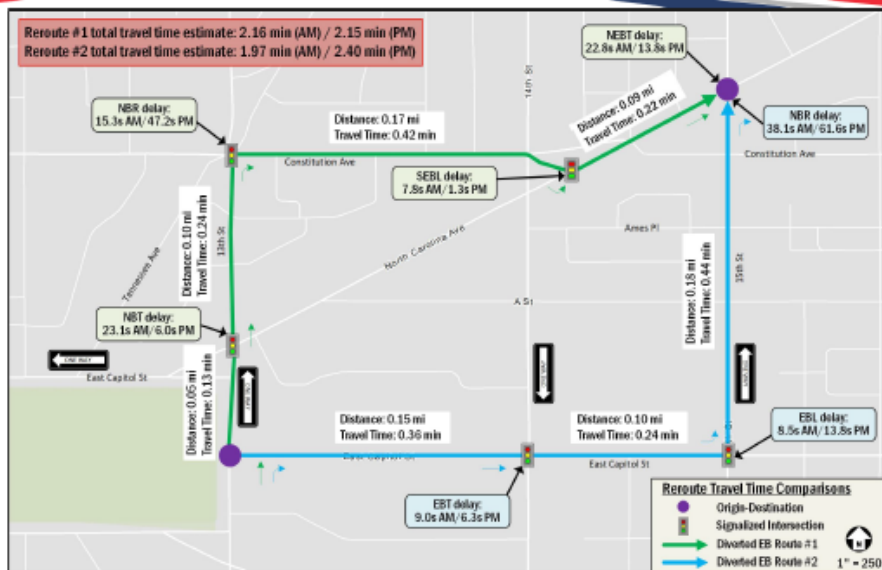 Reroute #1 total travel time estimate: 2.16 min (AM) / 2.15 min (PM)
Reroute #2 total travel time estimate: 1.97 min (AM) / 2.40 min (PM)
NEBT delay:
22.8s AM/13.8s PM
14th St
NBR delay:
15.3s AM/47.2s PM
Distance: 0.17 mi
Travel Time: 0.42 min
Distance: 0.09 mi
Travel Time: 0.22 min
NBR delay:
38.1s AM/61.6s PM
Constitution Ave
Constitution Ave
SEBL delay:
7.8s AM/1.3s PM
Distance: 0.10 mi
Travel Time: 0.24 min
13th St
Tennessee Ave
North Carolina Ave
Ames Pl
Distance: 0.18 mi
Travel Time: 0.44 min
15th St
A St
NBT delay:
23.1s AM/6.0s PM
ONE WAY
East Capitol St
Distance: 0.05 mi
Travel Time: 0.13 min
ONE WAY
ONE WAY
ONE WAY
Distance: 0.15 mi
Travel Time: 0.36 min
Distance: 0.10 mi
Travel Time: 0.24 min
EBL delay:
8.5s AM/13.8s PM
East Capitol St
East Capitol St
EBT delay:
9.0s AM/6.3s PM
Reroute Travel Time Comparisons
Origin-Destination
Signalized Intersection
Diverted EB Route #1
Diverted EB Route #2
N
1" = 250